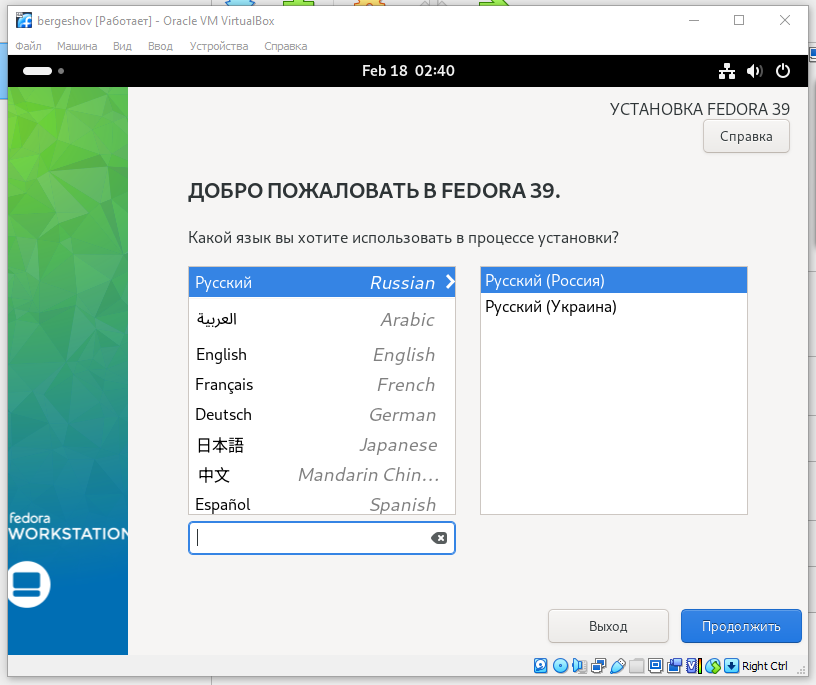 bergeshov [Работает] - Oracle VM VirtualBox
Файл Машина Вид Ввод Устройства Справка
Feb 18 02:40
УСТАНОВКА FEDORA 39
Справка
ДОБРО ПОЖАЛОВАТЬ В FEDORA 39.
Какой язык вы хотите использовать в процессе установки?
Русский Russian
العربية Arabic
English English
Français French
Deutsch German
日本語 Japanese
中文 Mandarin Chin...
Español Spanish
Русский (Россия)
Русский (Украина)
fedora
WORKSTATION
Выход Продолжить
Right Ctrl